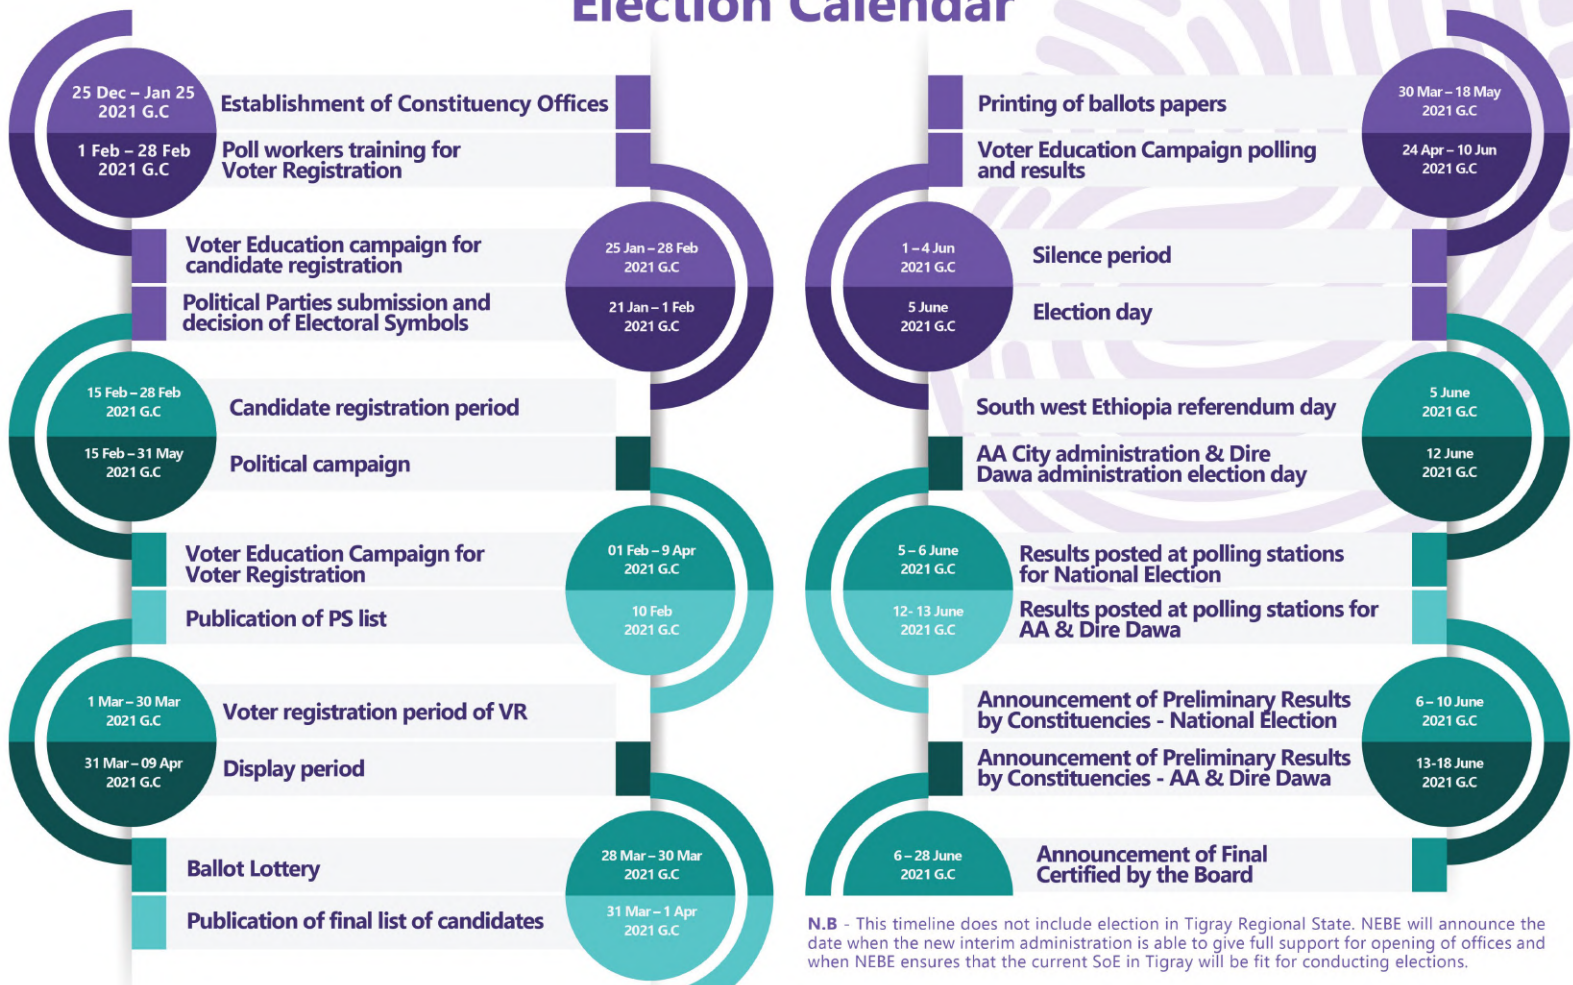 Election Calendar
25 Dec – Jan 25
2021 G.C
Establishment of Constituency Offices
1 Feb – 28 Feb
2021 G.C
Poll workers training for
Voter Registration
Voter Education campaign for
candidate registration
25 Jan – 28 Feb
2021 G.C
Political Parties submission and
decision of Electoral Symbols
21 Jan – 1 Feb
2021 G.C
15 Feb – 28 Feb
2021 G.C
Candidate registration period
15 Feb – 31 May
2021 G.C
Political campaign
Voter Education Campaign for
Voter Registration
01 Feb – 9 Apr
2021 G.C
Publication of PS list
10 Feb
2021 G.C
1 Mar – 30 Mar
2021 G.C
Voter registration period of VR
31 Mar – 09 Apr
2021 G.C
Display period
Ballot Lottery
28 Mar – 30 Mar
2021 G.C
Publication of final list of candidates
31 Mar – 1 Apr
2021 G.C
Printing of ballots papers
30 Mar – 18 May
2021 G.C
Voter Education Campaign polling
and results
24 Apr – 10 Jun
2021 G.C
1 – 4 Jun
2021 G.C
Silence period
5 June
2021 G.C
Election day
South west Ethiopia referendum day
5 June
2021 G.C
AA City administration & Dire
Dawa administration election day
12 June
2021 G.C
5 – 6 June
2021 G.C
Results posted at polling stations
for National Election
12- 13 June
2021 G.C
Results posted at polling stations for
AA & Dire Dawa
Announcement of Preliminary Results
by Constituencies - National Election
6 – 10 June
2021 G.C
Announcement of Preliminary Results
by Constituencies - AA & Dire Dawa
13-18 June
2021 G.C
6 – 28 June
2021 G.C
Announcement of Final
Certified by the Board
N.B - This timeline does not include election in Tigray Regional State. NEBE will announce the
date when the new interim administration is able to give full support for opening of offices and
when NEBE ensures that the current SoE in Tigray will be fit for conducting elections.